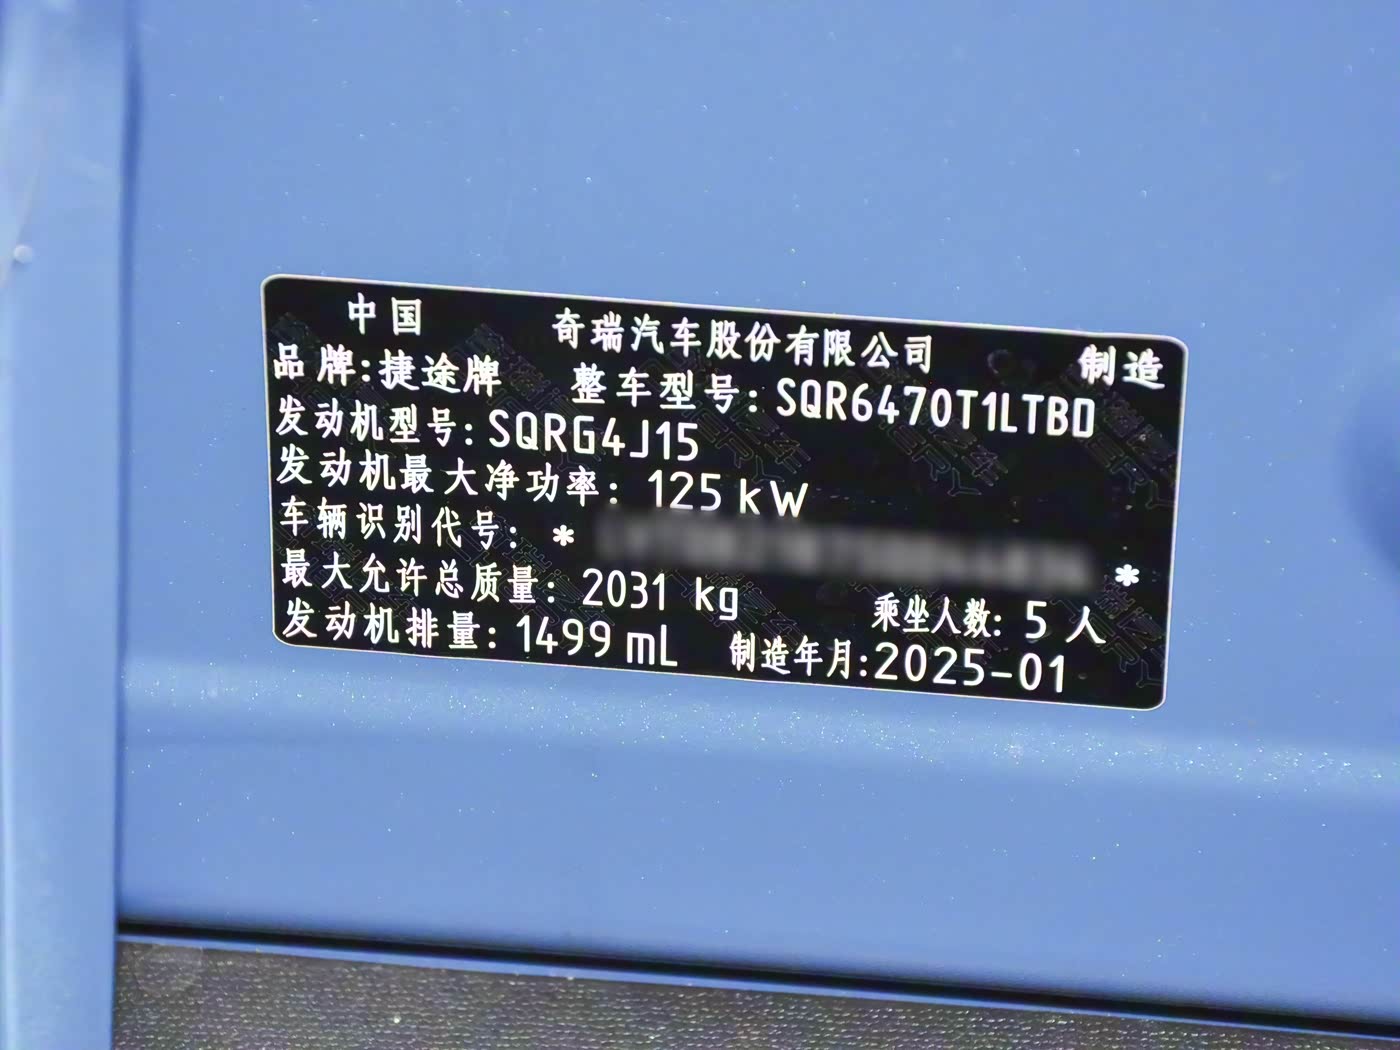 中国 奇瑞汽车股份有限公司 制造
品牌:捷途牌 整车型号:SQR6470T1LTBD
发动机型号:SQRG4J15
发动机最大净功率: 125 kW
车辆识别代号: * *
最大允许总质量: 2031 kg 乘坐人数: 5 人
发动机排量: 1499 mL 制造年月:2025-01